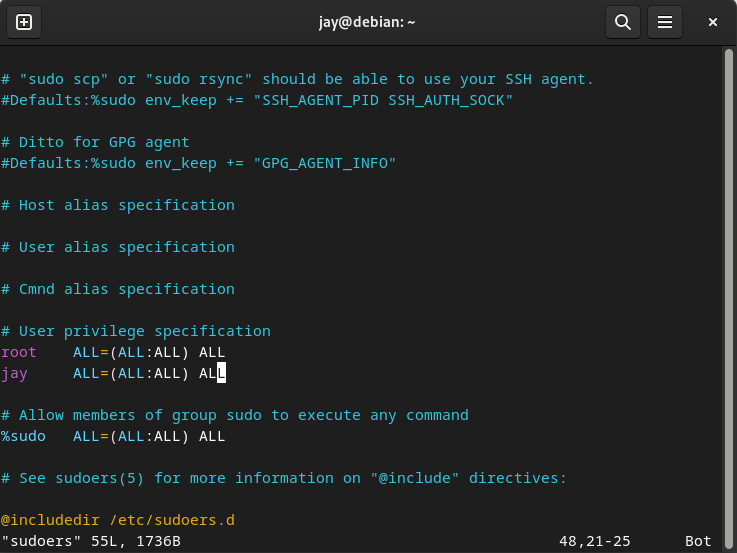 jay@debian: ~
# "sudo scp" or "sudo rsync" should be able to use your SSH agent.
#Defaults:%sudo env_keep += "SSH_AGENT_PID SSH_AUTH_SOCK"
# Ditto for GPG agent
#Defaults:%sudo env_keep += "GPG_AGENT_INFO"
# Host alias specification
# User alias specification
# Cmnd alias specification
# User privilege specification
root    ALL=(ALL:ALL) ALL
jay     ALL=(ALL:ALL) ALL
# Allow members of group sudo to execute any command
%sudo   ALL=(ALL:ALL) ALL
# See sudoers(5) for more information on "@include" directives:
@includedir /etc/sudoers.d
"sudoers" 55L, 1736B 48,21-25 Bot